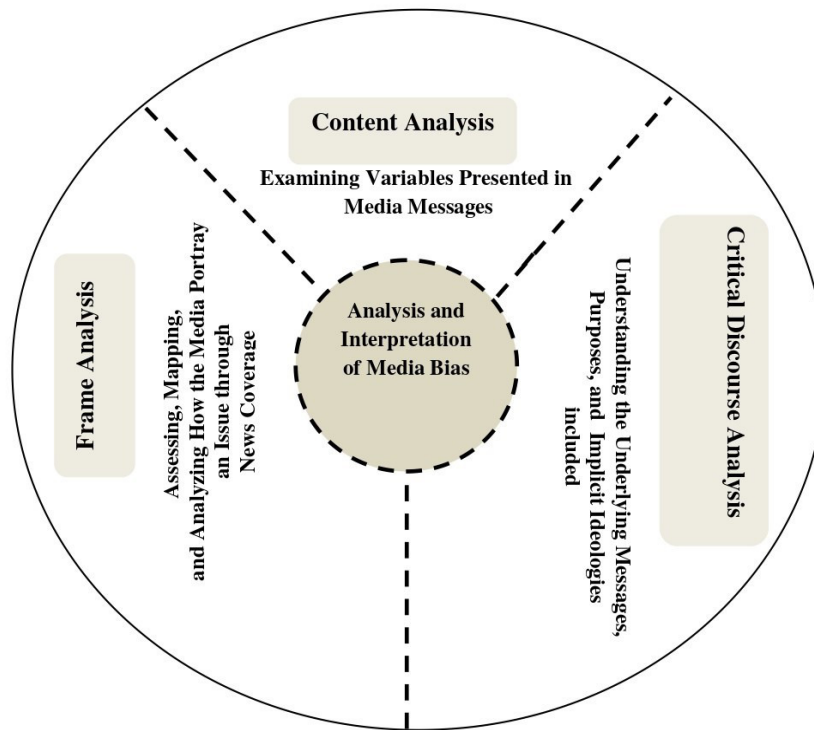 Content Analysis
Examining Variables Presented in
Media Messages
Analysis and
Interpretation
of Media Bias
Frame Analysis
Assessing, Mapping,
and Analyzing How the Media Portray
an Issue through
News Coverage
Critical Discourse Analysis
Understanding the Underlying Messages,
Purposes, and Implicit Ideologies
included